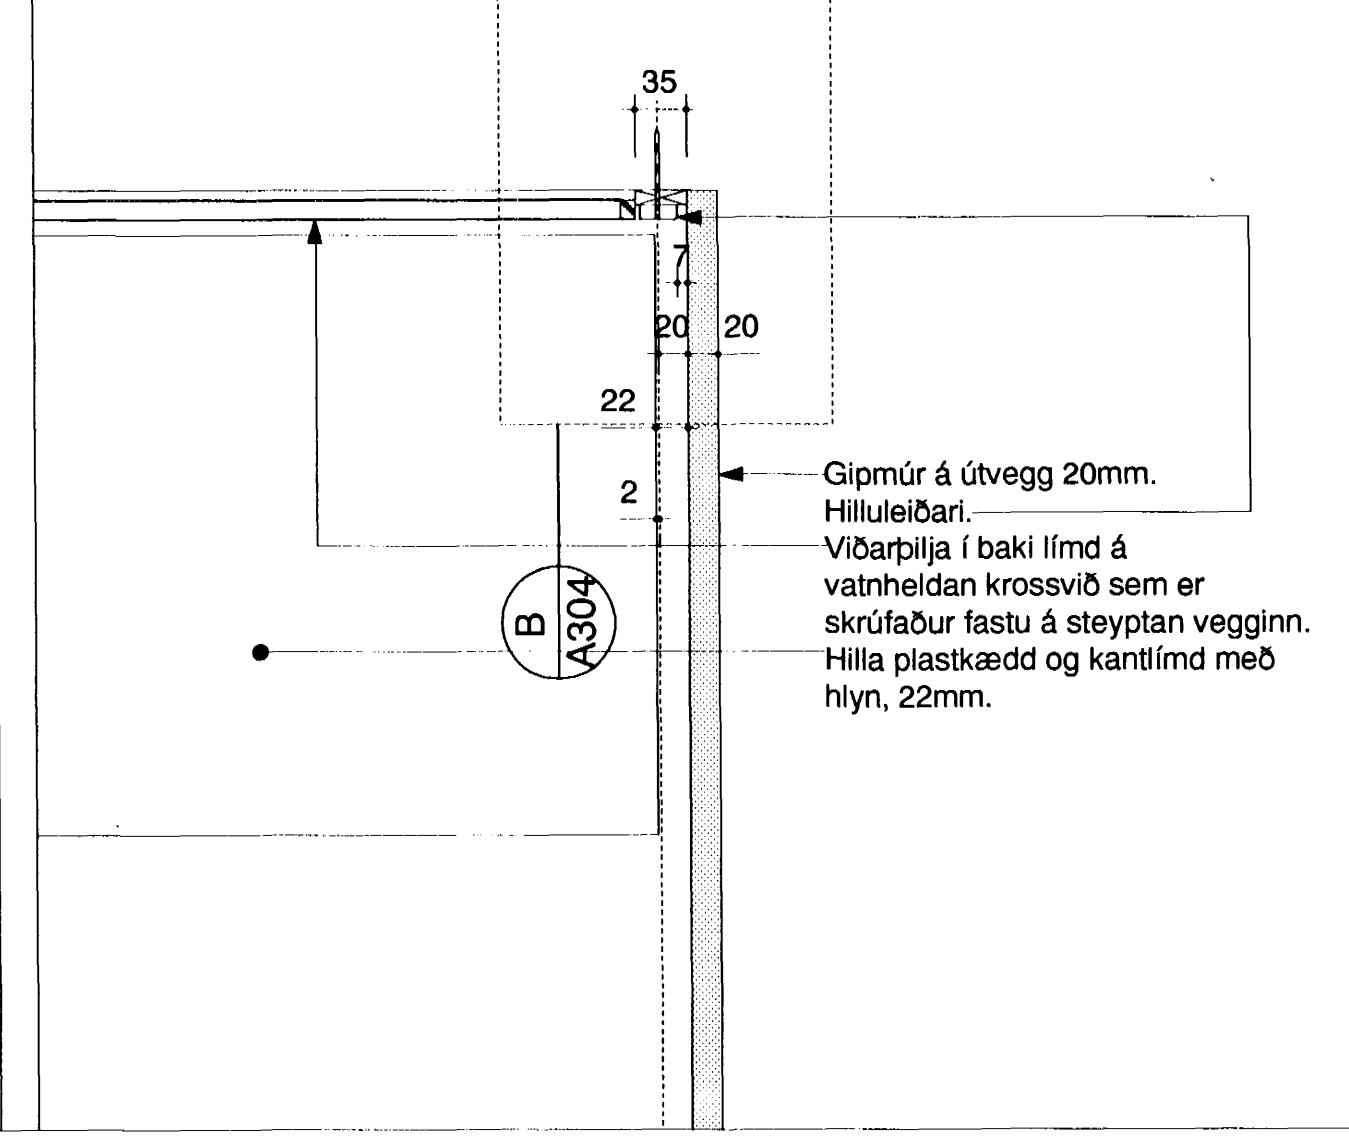 35
7
20 20
22
2
Gipmúr á útvegg 20mm.
Hilluleiðari.
Viðarþilja í baki límd á
vatnheldan krossvið sem er
skrúfaður fastu á steyptan vegginn.
Hilla plastkædd og kantlímd með
hlyn, 22mm.
B
A304